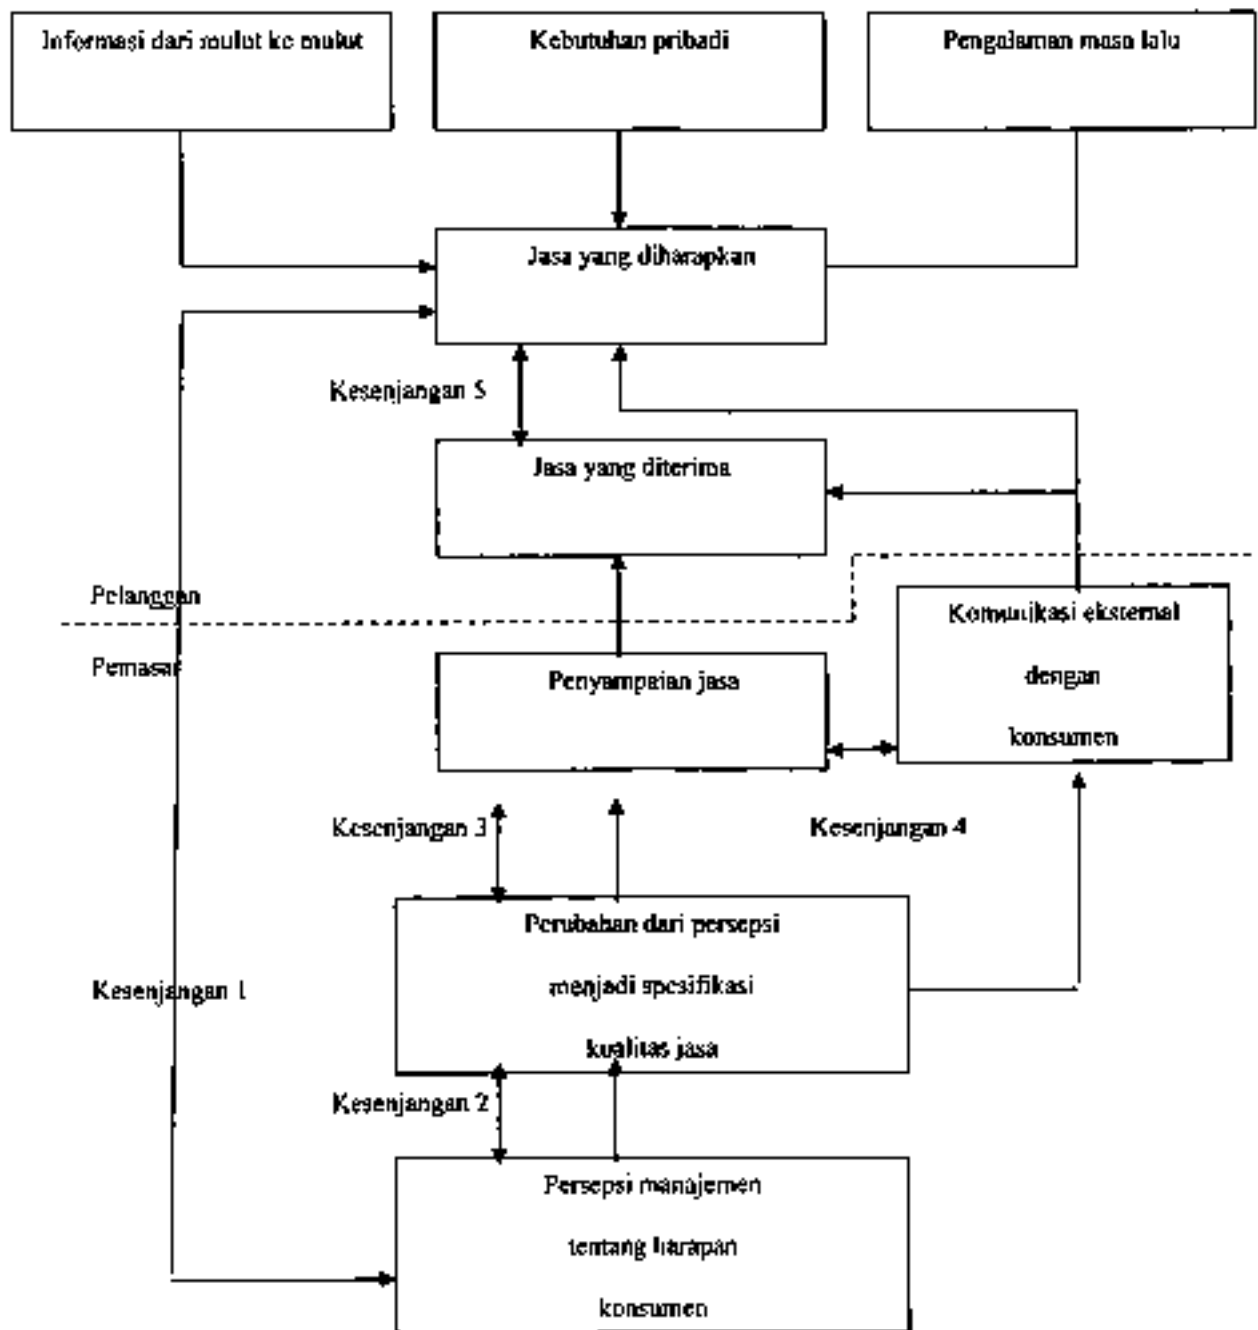 Informasi dari mulut ke mulut
Kebutuhan pribadi
Pengalaman masa lalu
Jasa yang diharapkan
Kesenjangan 5
Jasa yang diterima
Pelanggan
Pemasar
Komunikasi eksternal
dengan
konsumen
Penyampaian jasa
Kesenjangan 3
Kesenjangan 4
Perubahan dari persepsi
menjadi spesifikasi
kualitas jasa
Kesenjangan 1
Kesenjangan 2
Persepsi manajemen
tentang harapan
konsumen